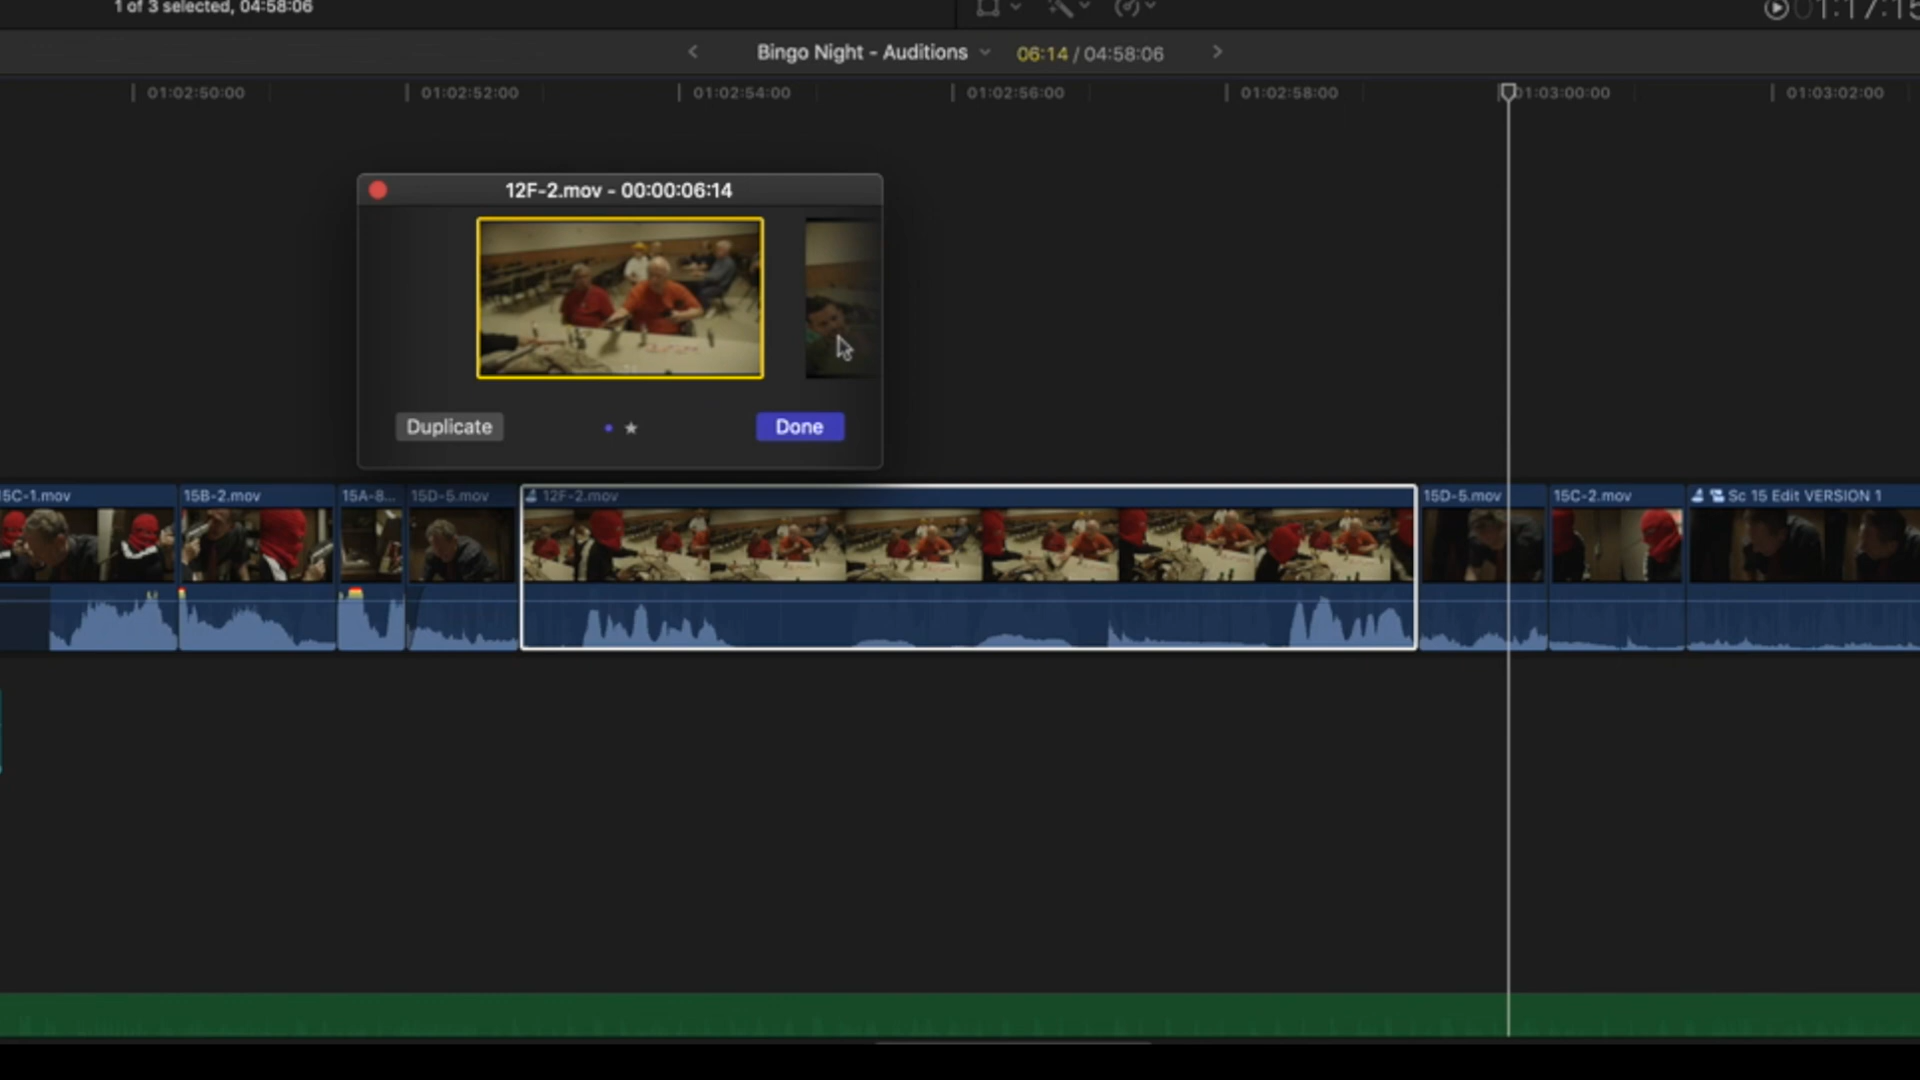 1 of 3 selected, 04:58:06
Bingo Night - Auditions 06:14 / 04:58:06
01:02:50:00 01:02:52:00 01:02:54:00 01:02:56:00 01:02:58:00 01:03:00:00 01:03:02:00
12F-2.mov - 00:00:06:14
Duplicate Done
15C-1.mov 15B-2.mov 15A-8... 15D-5.mov 12F-2.mov 15D-5.mov 15C-2.mov Sc 15 Edit VERSION 1